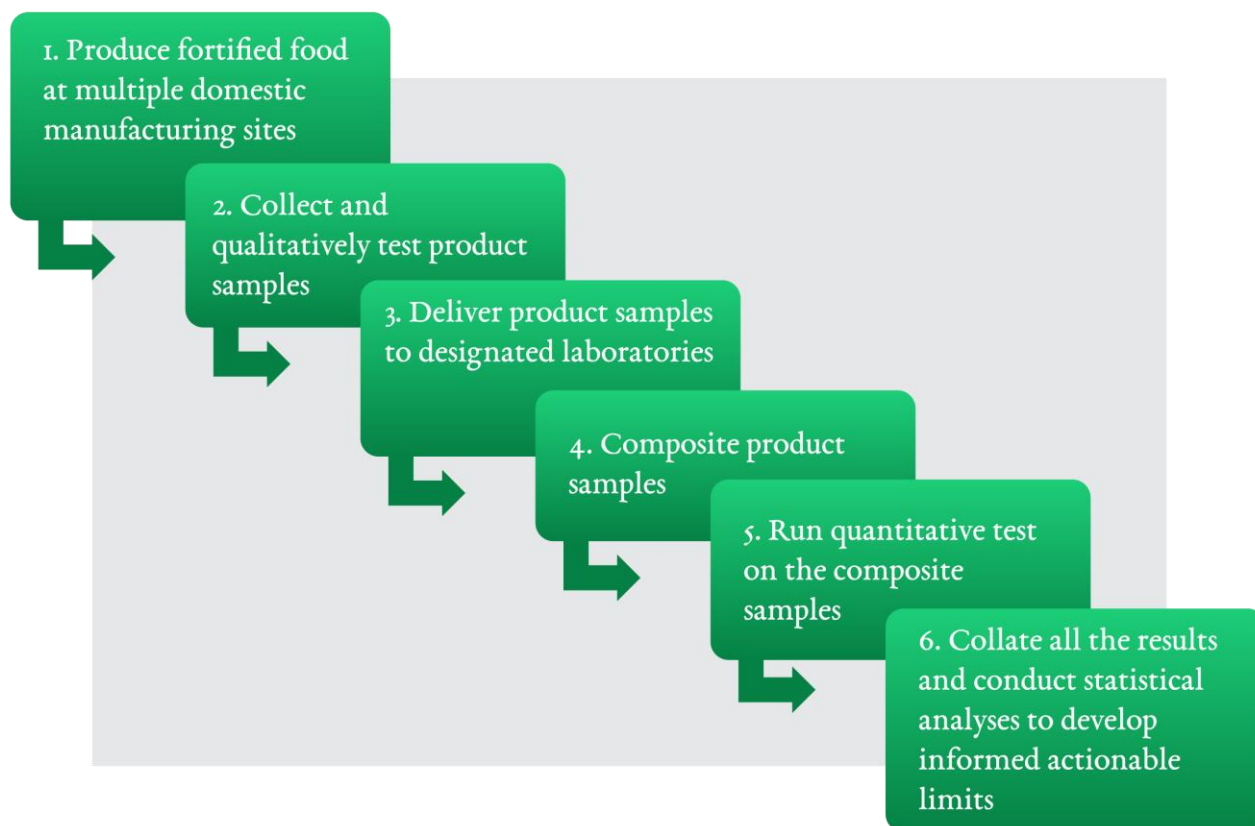 1. Produce fortified food
at multiple domestic
manufacturing sites
2. Collect and
qualitatively test product
samples
3. Deliver product samples
to designated laboratories
4. Composite product
samples
5. Run quantitative test
on the composite
samples
6. Collate all the results
and conduct statistical
analyses to develop
informed actionable
limits